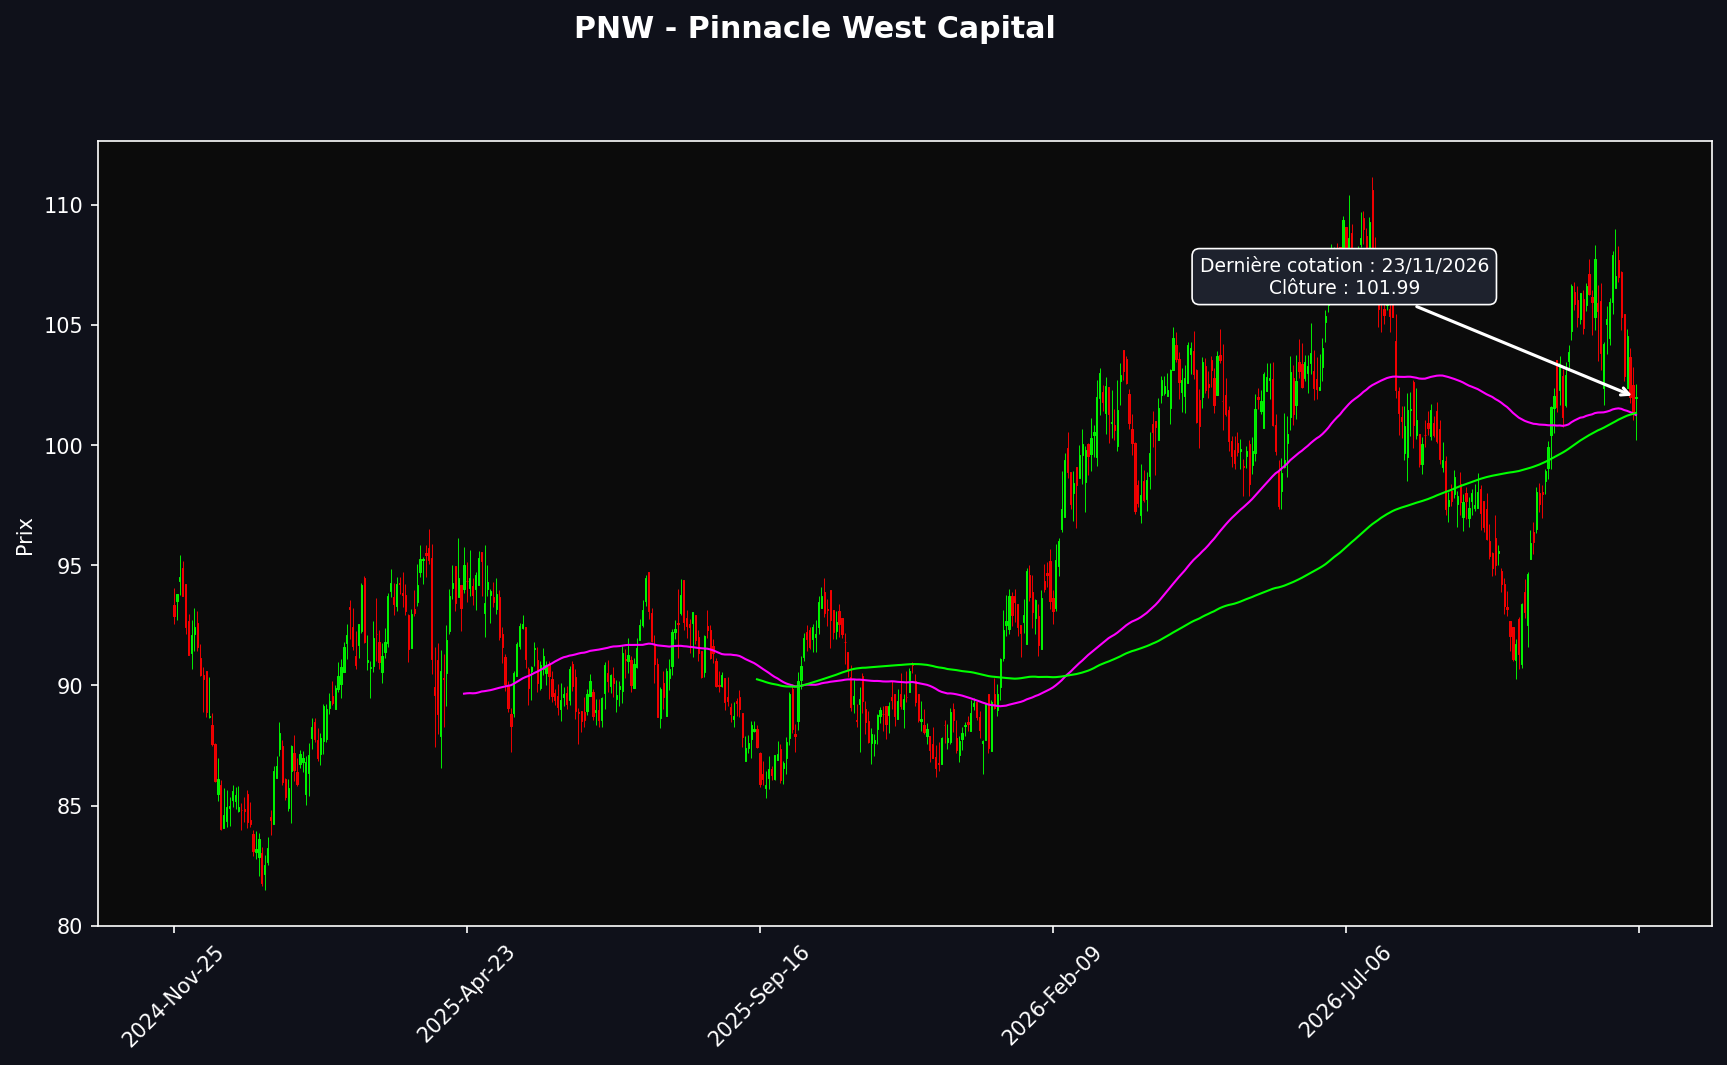 PNW - Pinnacle West Capital
110
105
100
95
90
85
80
Prix
Dernière cotation : 23/11/2026
Clôture : 101.99
2024-Nov-25
2025-Apr-23
2025-Sep-16
2026-Feb-09
2026-Jul-06